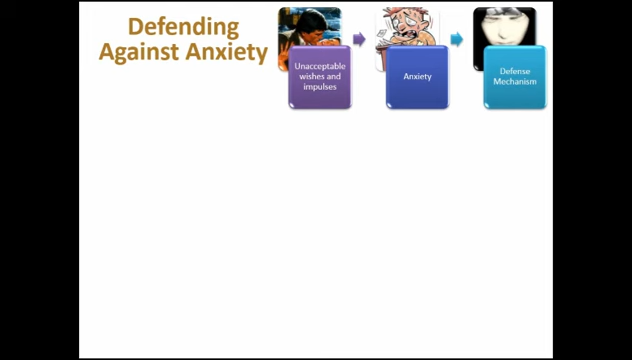 Defending
Against Anxiety
Unacceptable
wishes and
impulses
Anxiety
Defense
Mechanism